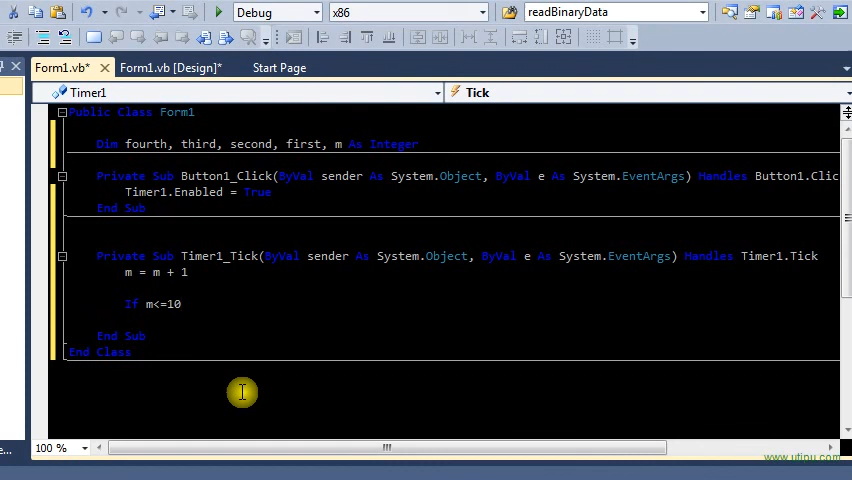 Debug x86 readBinaryData
Form1.vb* Form1.vb [Design]* Start Page
Timer1 Tick
Public Class Form1
Dim fourth, third, second, first, m As Integer
Private Sub Button1_Click(ByVal sender As System.Object, ByVal e As System.EventArgs) Handles Button1.Clic
Timer1.Enabled = True
End Sub
Private Sub Timer1_Tick(ByVal sender As System.Object, ByVal e As System.EventArgs) Handles Timer1.Tick
m = m + 1
If m<=10
End Sub
End Class
100 %
e...
www.utipu.com